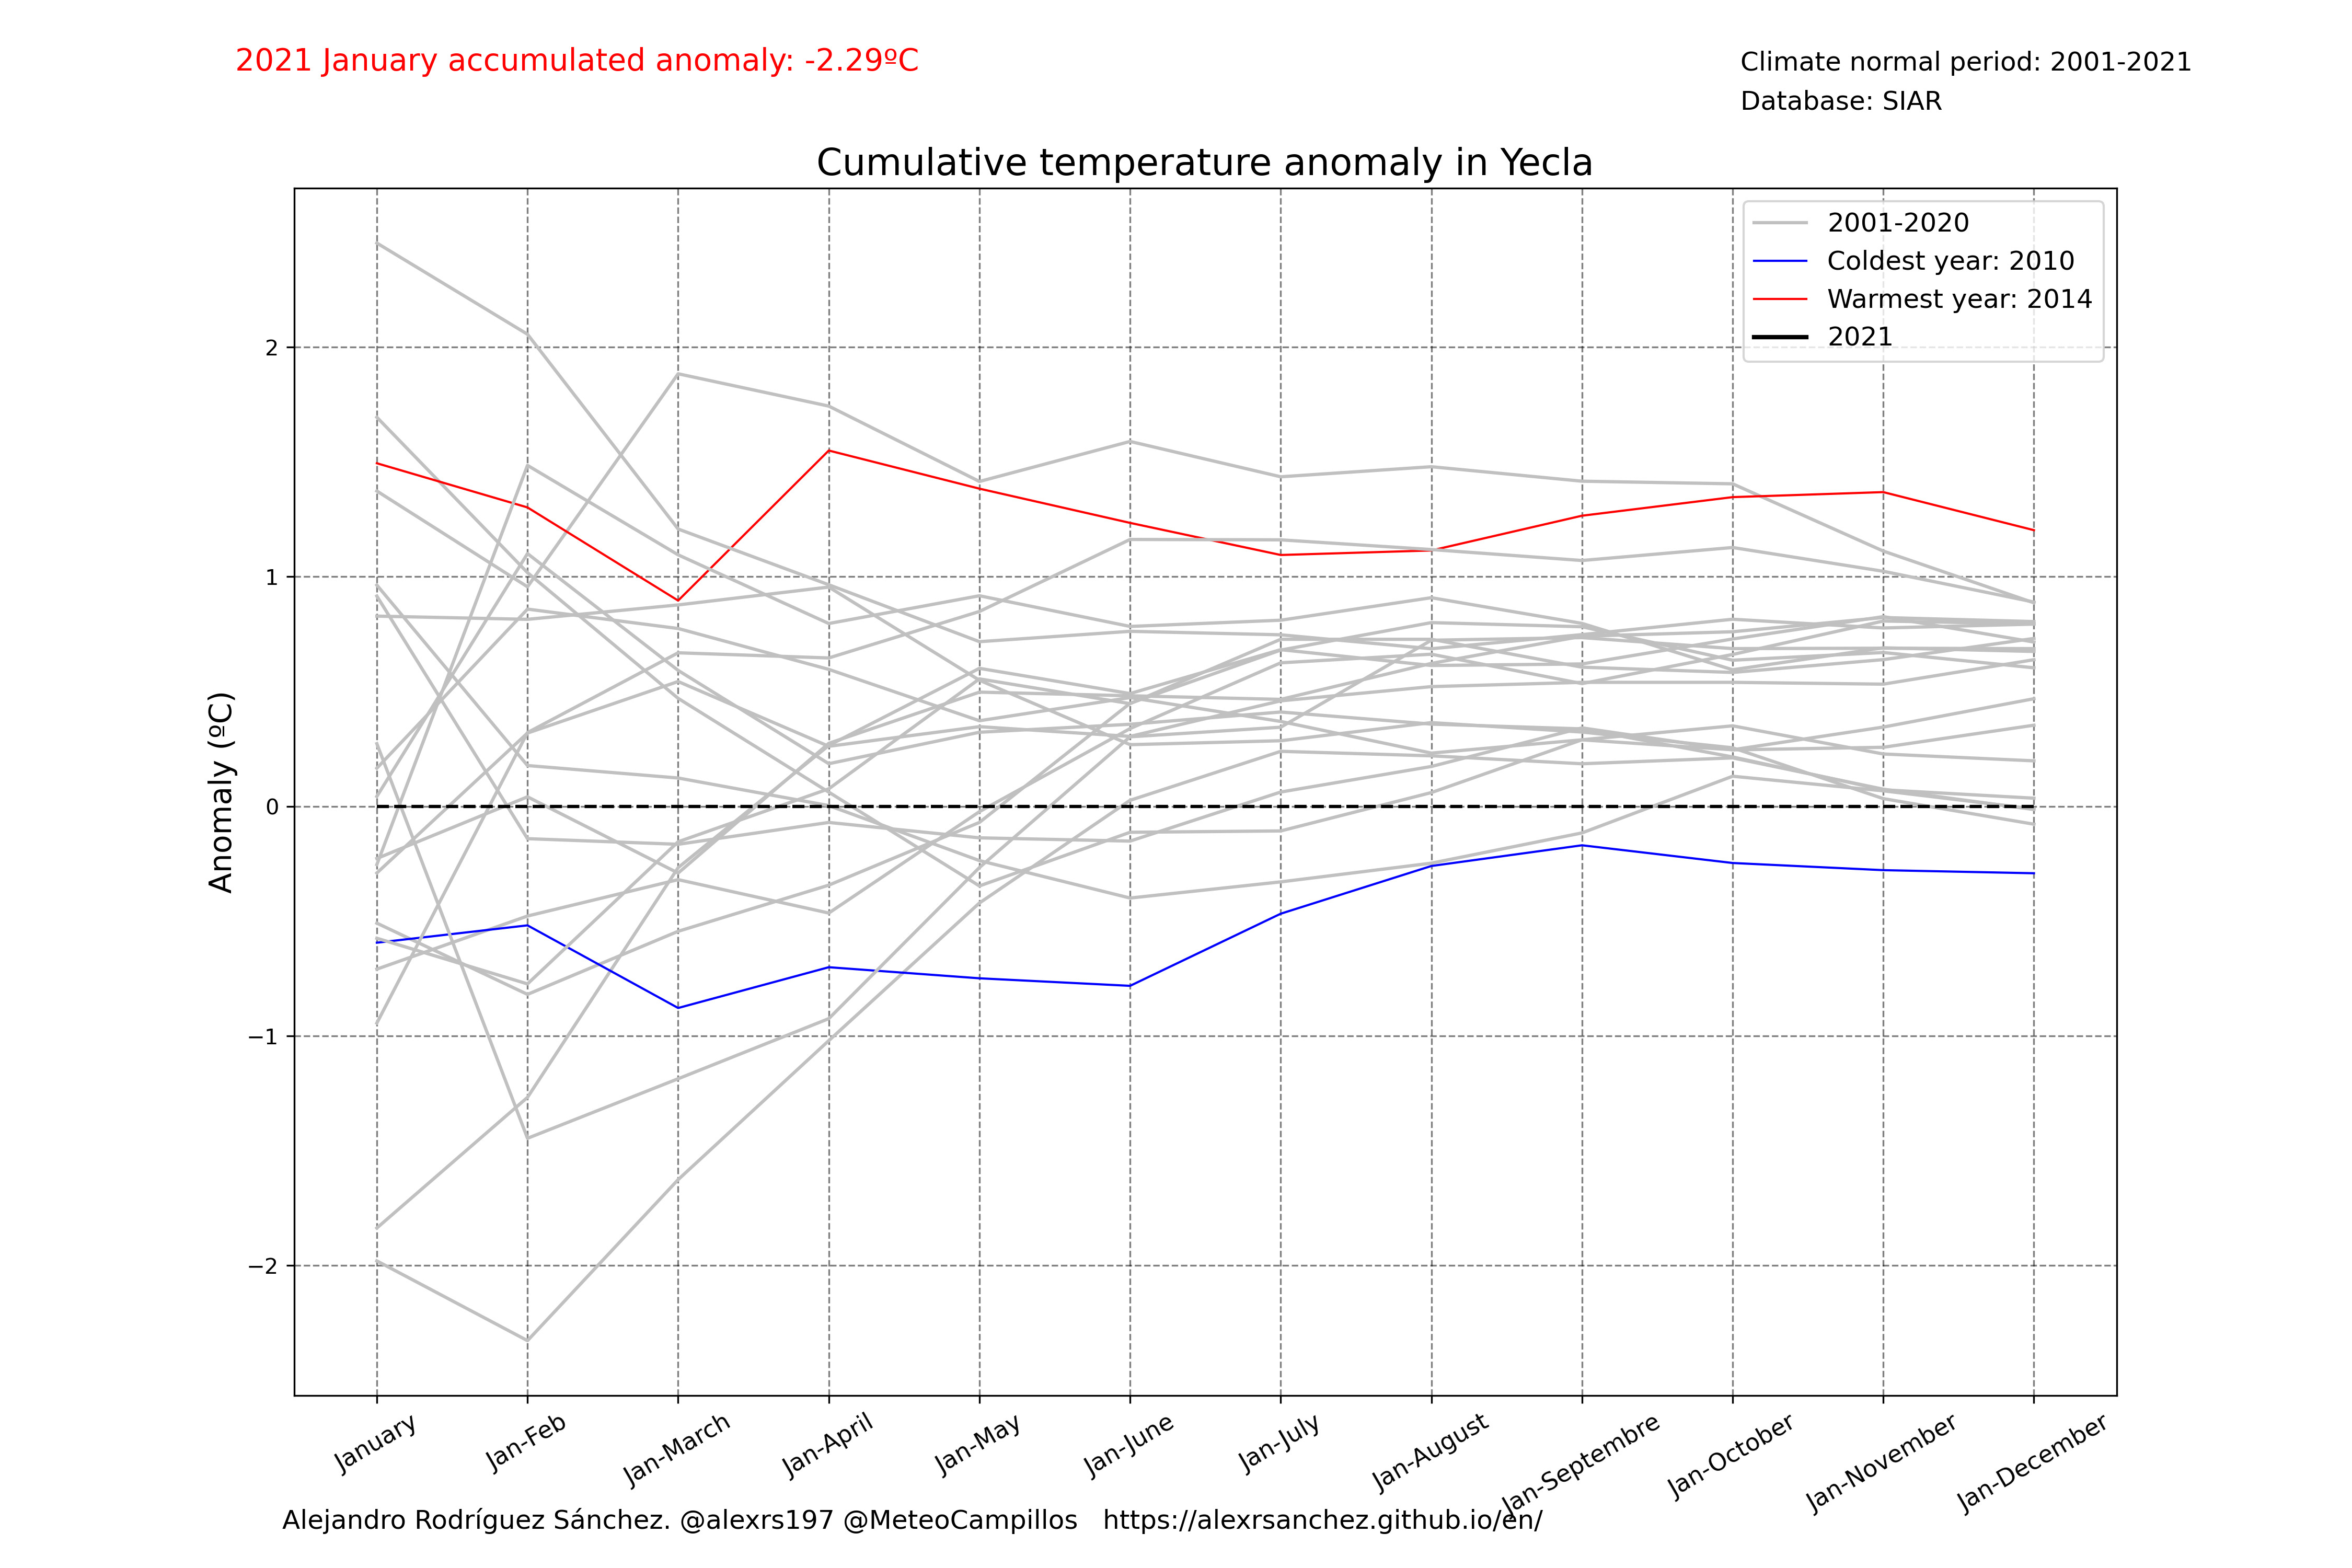 2021 January accumulated anomaly: -2.29ºC
Climate normal period: 2001-2021
Database: SIAR
Cumulative temperature anomaly in Yecla
2001-2020
Coldest year: 2010
Warmest year: 2014
2021
Anomaly (ºC)
2
1
0
−1
−2
January
Jan-Feb
Jan-March
Jan-April
Jan-May
Jan-June
Jan-July
Jan-August
Jan-Septembre
Jan-October
Jan-November
Jan-December
Alejandro Rodríguez Sánchez. @alexrs197 @MeteoCampillos https://alexrsanchez.github.io/en/